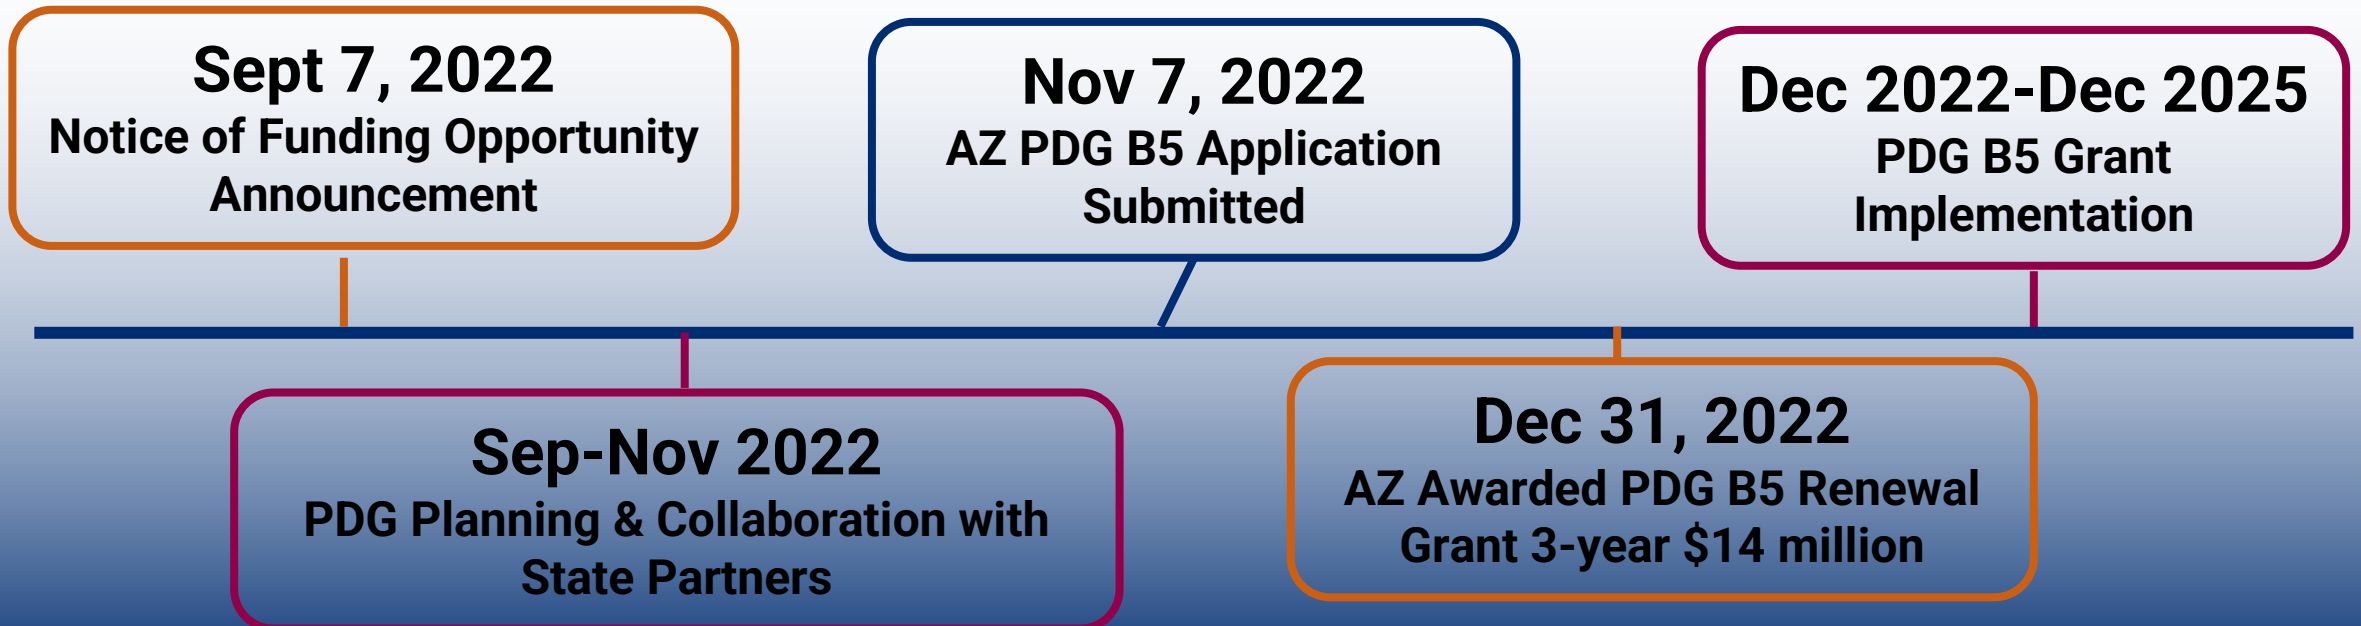 Sept 7, 2022
Notice of Funding Opportunity
Announcement
Sep-Nov 2022
PDG Planning & Collaboration with
State Partners
Nov 7, 2022
AZ PDG B5 Application
Submitted
Dec 31, 2022
AZ Awarded PDG B5 Renewal
Grant 3-year $14 million
Dec 2022-Dec 2025
PDG B5 Grant
Implementation